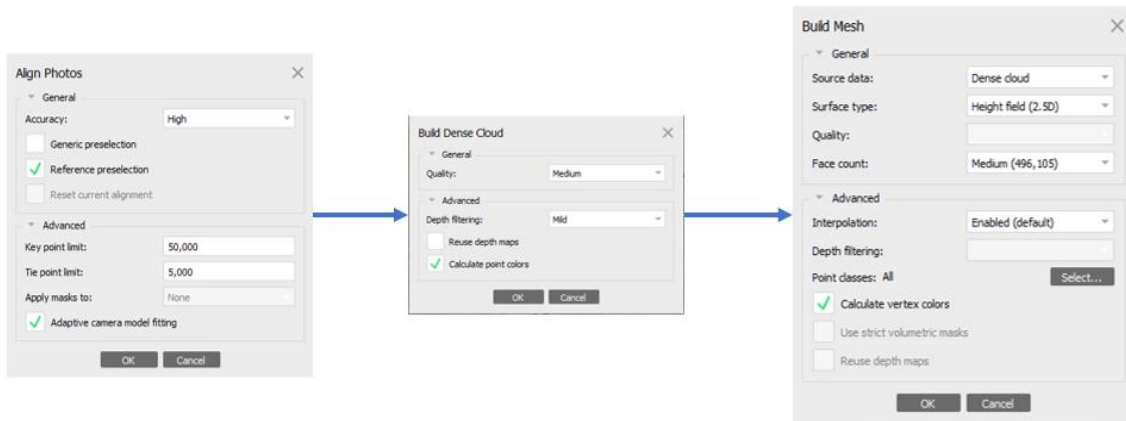 Align Photos
General
Accuracy: High
Generic preselection
Reference preselection
Reset current alignment
Advanced
Key point limit: 50,000
Tie point limit: 5,000
Apply masks to: None
Adaptive camera model fitting
OK Cancel
Build Dense Cloud
General
Quality: Medium
Advanced
Depth filtering: Mild
Reuse depth maps
Calculate point colors
OK Cancel
Build Mesh
General
Source data: Dense cloud
Surface type: Height field (2.5D)
Quality:
Face count: Medium (496,105)
Advanced
Interpolation: Enabled (default)
Depth filtering:
Point classes: All Select...
Calculate vertex colors
Use strict volumetric masks
Reuse depth maps
OK Cancel